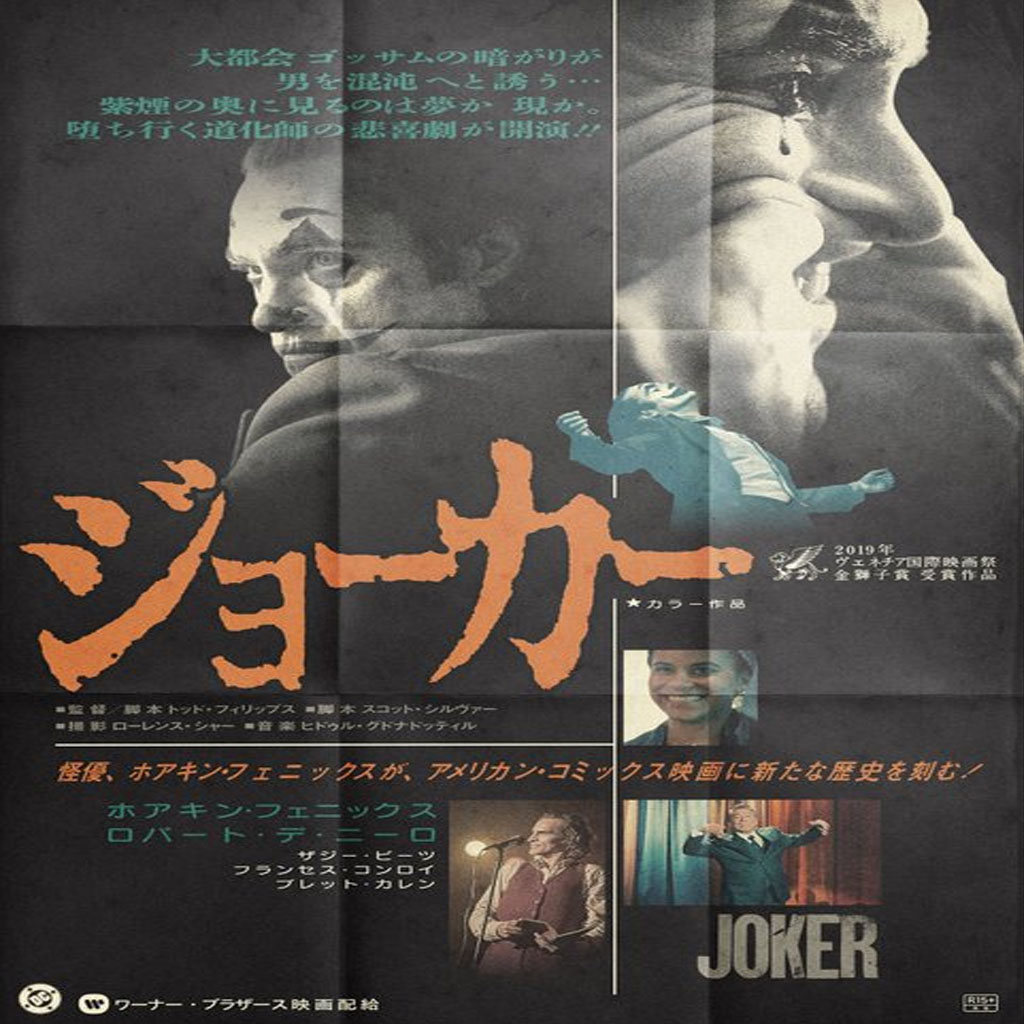 大都会 ゴッサムの暗がりが
男を混沌 へと誘う…
紫煙の奥に見るのは夢か 現か。
堕ち行く道化師の悲喜劇が開演!!
ジョーカー
2019年
ヴェネチア国際映画祭
金獅子賞 受賞作品
★カラー作品
■監督/脚本 トッド・フィリップス ■脚本 スコット・シルヴァー
■撮影 ローレンス・シャー ■音楽 ヒドゥル・グドナドッティル
怪優、ホアキン・フェニックスが、アメリカン・コミックス映画に新たな歴史を刻む!
ホアキン・フェニックス
ロバート・デ・ニーロ
ザジー・ビーツ
フランセス・コンロイ
ブレット・カレン
JOKER
DC ワーナー・ブラザース映画配給
R15+